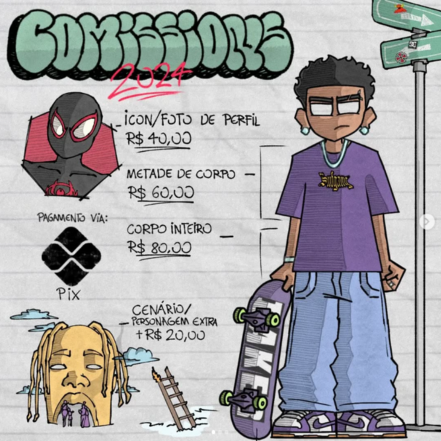 COMISSIONS
2024
ÍCON/FOTO DE PERFIL
R$ 40,00
METADE DE CORPO
R$ 60,00
PAGAMENTO VIA:
PIX
CORPO INTEIRO
R$ 80,00
CENÁRIO/
PERSONAGEM EXTRA
+R$ 20,00